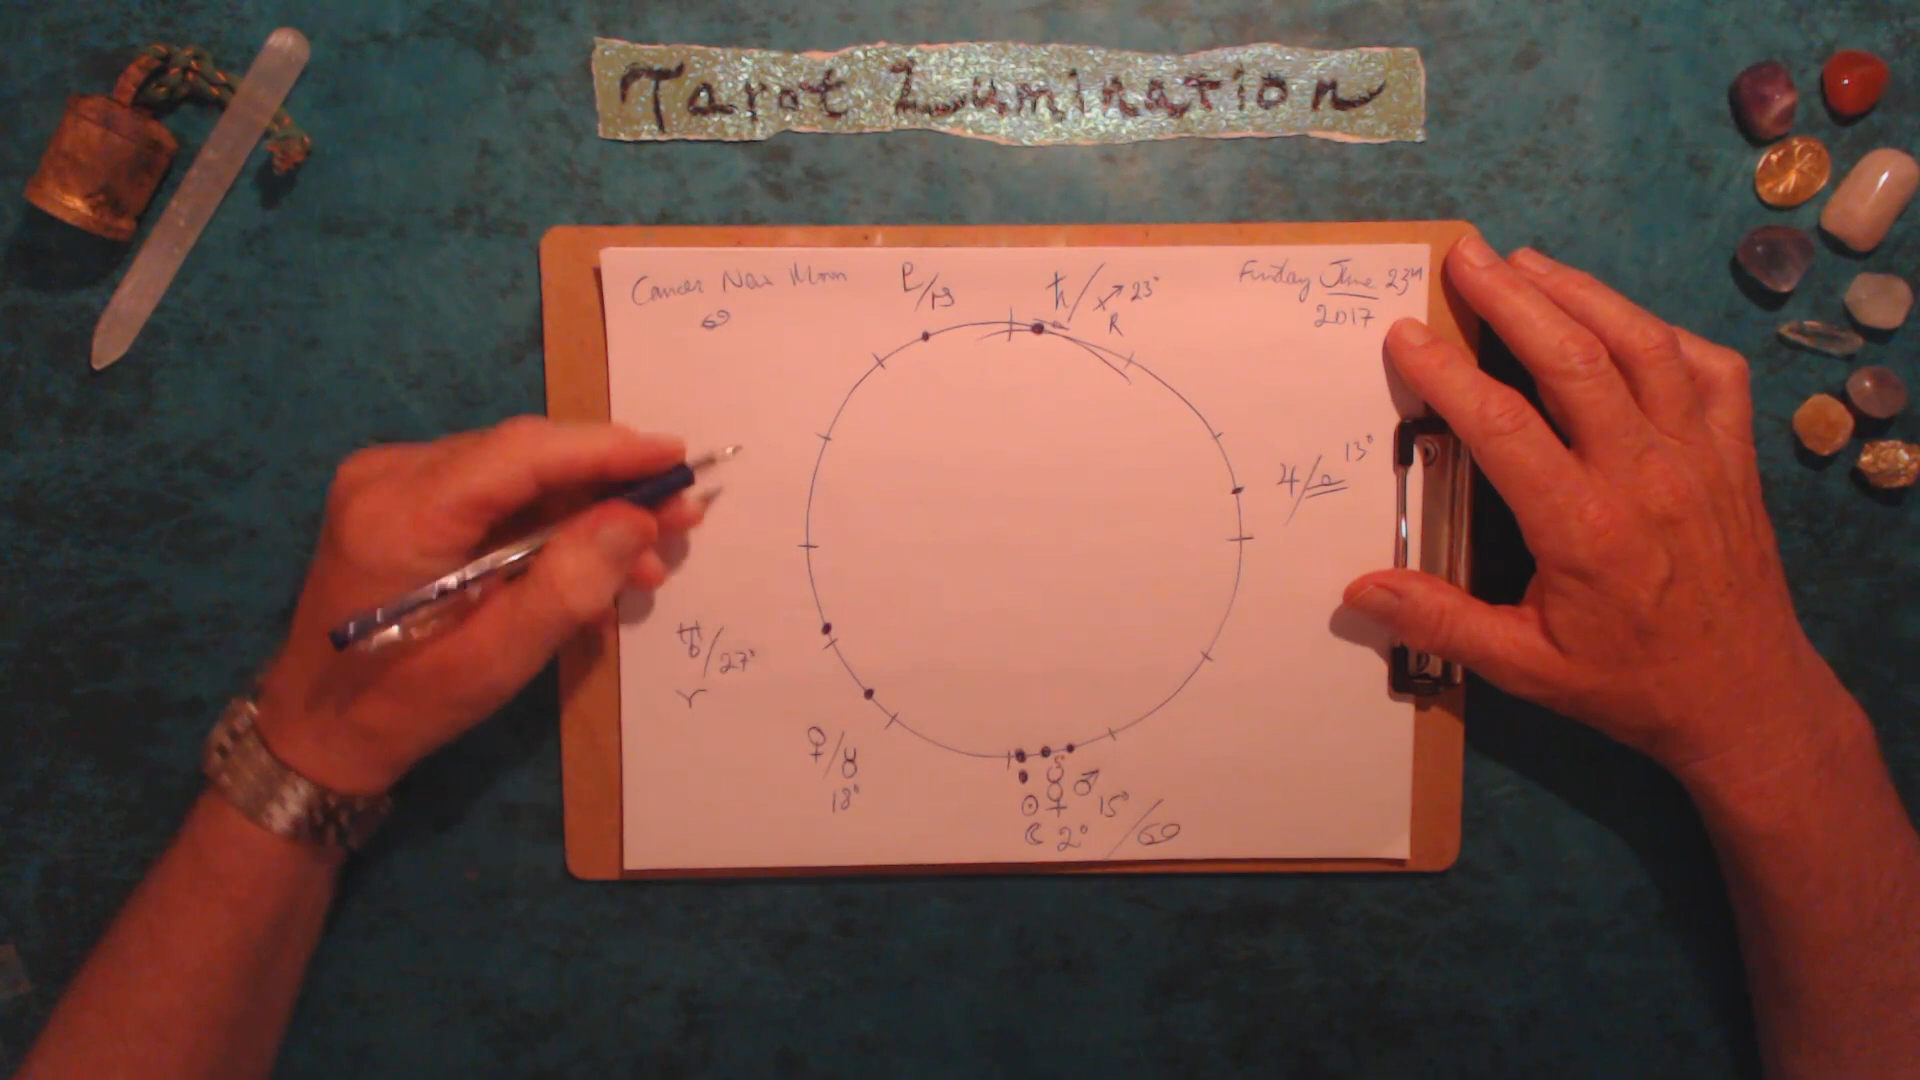 Tarot Lumination
Cancer New Moon
♋
P/19
♄/♐ 23°
R
Friday June 23rd
2017
♃/♎ 13°
♅/27°
♈
♀/♉
18°
☉ ☿ ♂ 15°
☾ 2° /♋